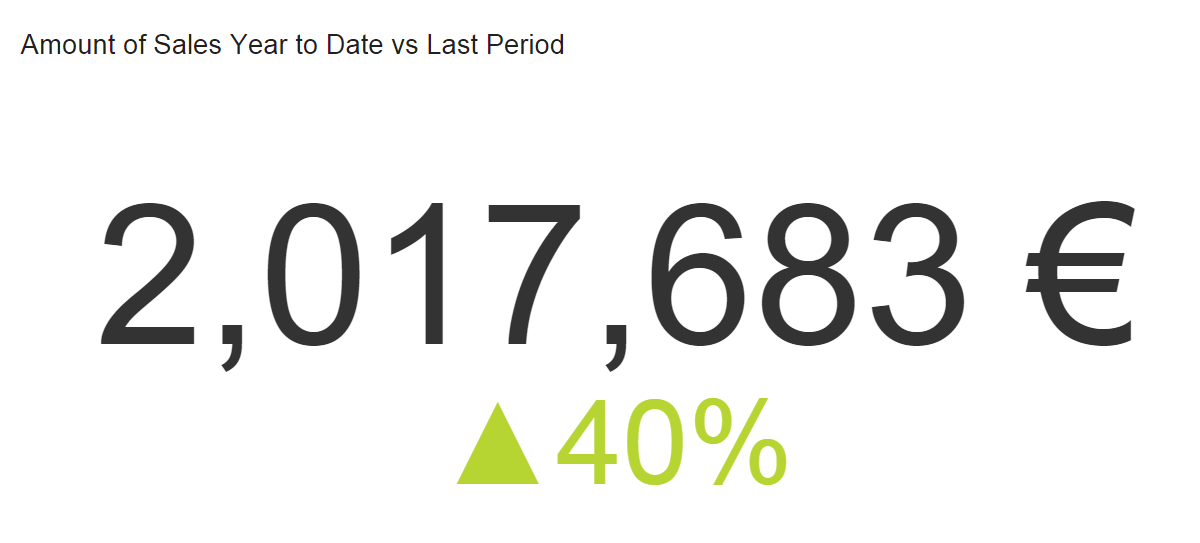 Amount of Sales Year to Date vs Last Period
2,017,683 €
▲40%